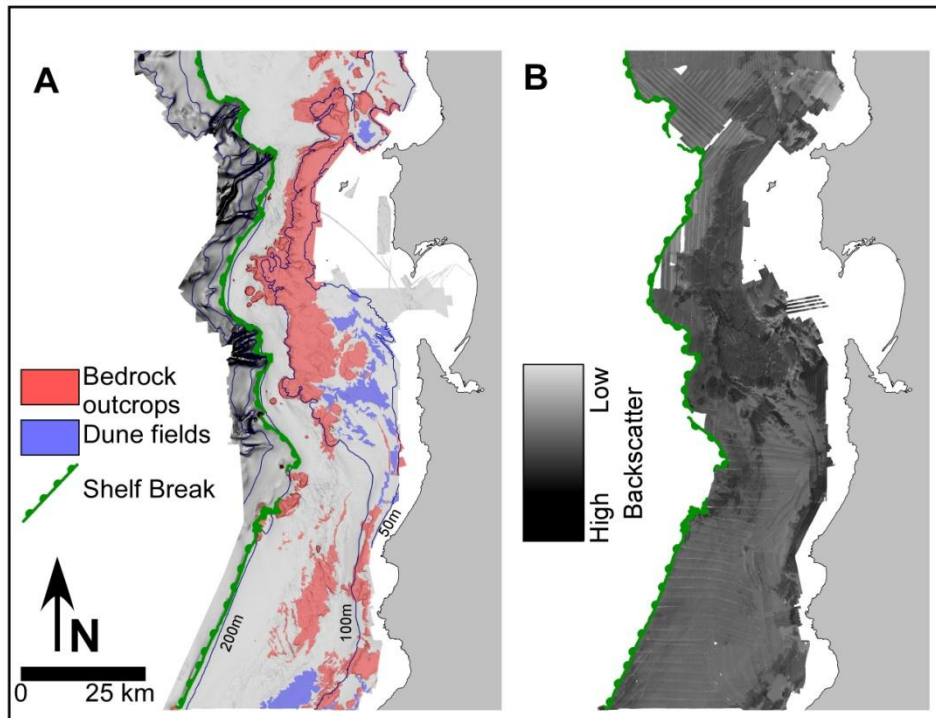 A
B
Bedrock
outcrops
Dune fields
Shelf Break
N
0 25 km
200m
100m
50m
Low
High
Backscatter